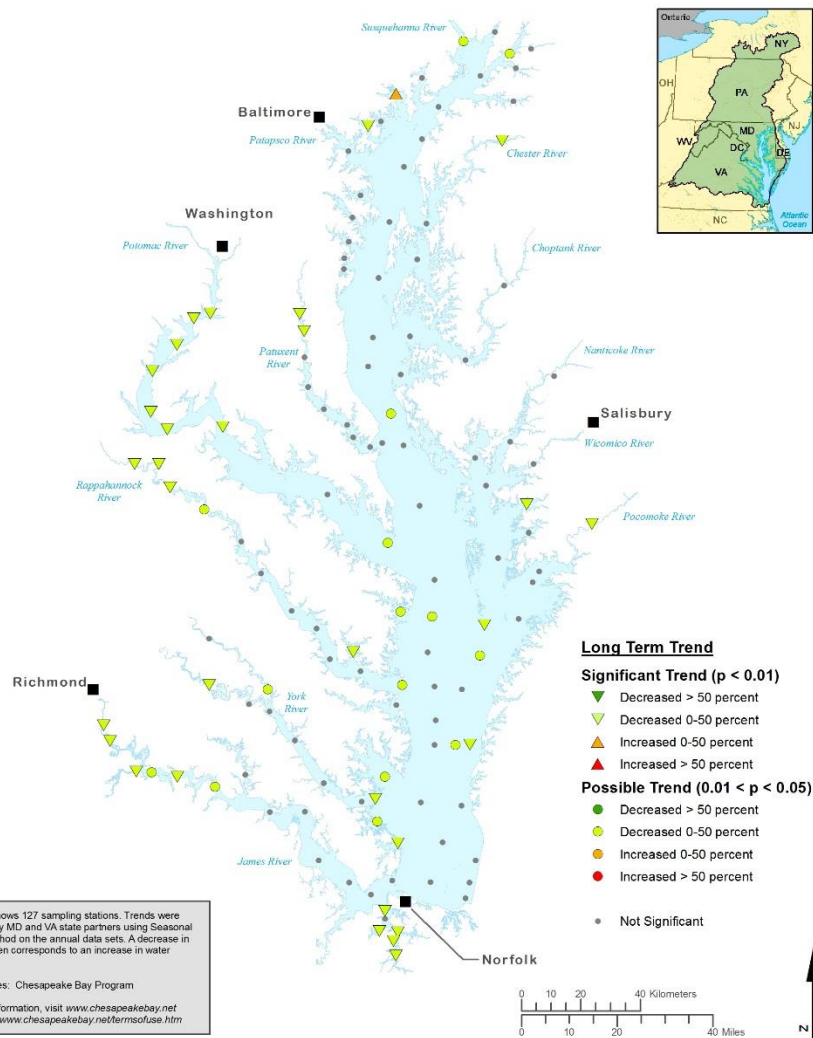 Susquehanna River
Ontario
NY
OH
PA
NJ
MD
WV
DC
DE
VA
NC
Atlantic
Ocean
Baltimore
Patapsco River
Chester River
Washington
Potomac River
Choptank River
Patuxent
River
Nanticoke River
Salisbury
Wicomico River
Rappahannock
River
Pocomoke River
Richmond
York
River
James River
Norfolk
Long Term Trend
Significant Trend (p < 0.01)
Decreased > 50 percent
Decreased 0-50 percent
Increased 0-50 percent
Increased > 50 percent
Possible Trend (0.01 < p < 0.05)
Decreased > 50 percent
Decreased 0-50 percent
Increased 0-50 percent
Increased > 50 percent
Not Significant
ows 127 sampling stations. Trends were
y MD and VA state partners using Seasonal
hod on the annual data sets. A decrease in
en corresponds to an increase in water
es: Chesapeake Bay Program
formation, visit www.chesapeakebay.net
www.chesapeakebay.net/termsofuse.htm
0 10 20 40 Kilometers
0 10 20 40 Miles
N